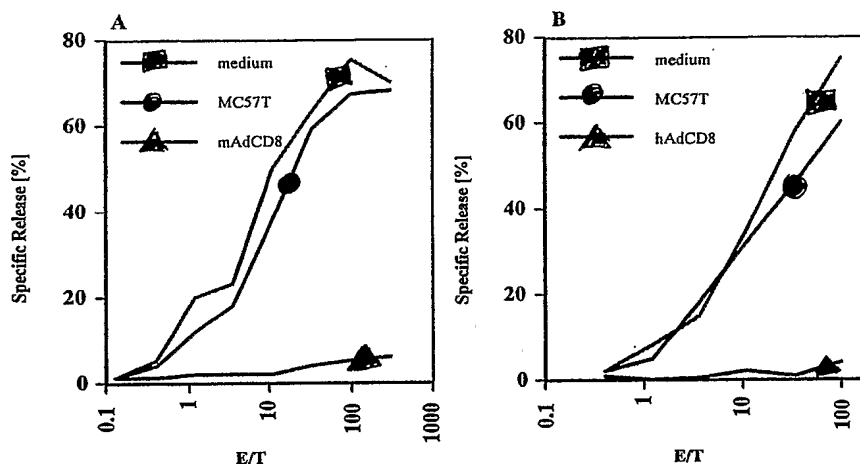 A
80
60
40
20
0
Specific Release [%]
medium
MC57T
mAdCD8
0.1
1
10
100
1000
E/T
B
80
60
40
20
0
Specific Release [%]
medium
MC57T
hAdCD8
0.1
1
10
100
E/T